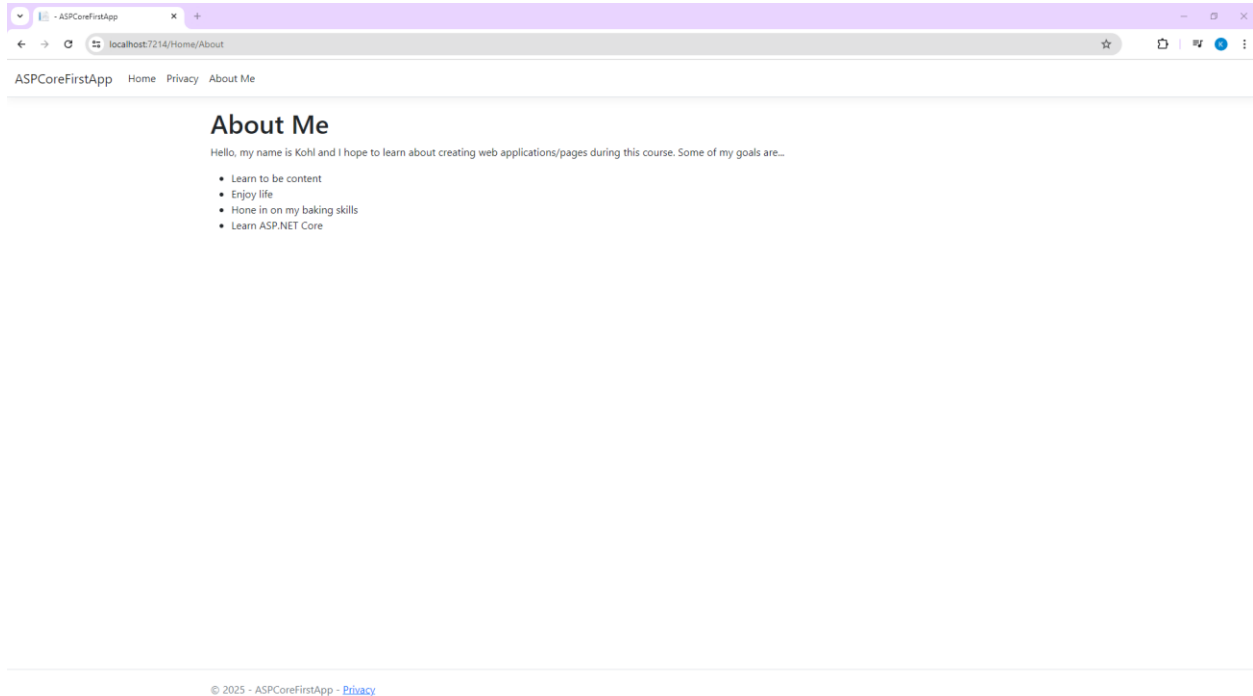 - ASPCoreFirstApp
localhost:7214/Home/About
K
ASPCoreFirstApp Home Privacy About Me
About Me
Hello, my name is Kohl and I hope to learn about creating web applications/pages during this course. Some of my goals are...
Learn to be content
Enjoy life
Hone in on my baking skills
Learn ASP.NET Core
© 2025 - ASPCoreFirstApp - Privacy